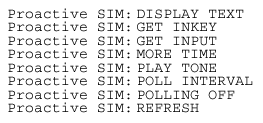 Proactive SIM: DISPLAY TEXT
Proactive SIM: GET INKEY
Proactive SIM: GET INPUT
Proactive SIM: MORE TIME
Proactive SIM: PLAY TONE
Proactive SIM: POLL INTERVAL
Proactive SIM: POLLING OFF
Proactive SIM: REFRESH